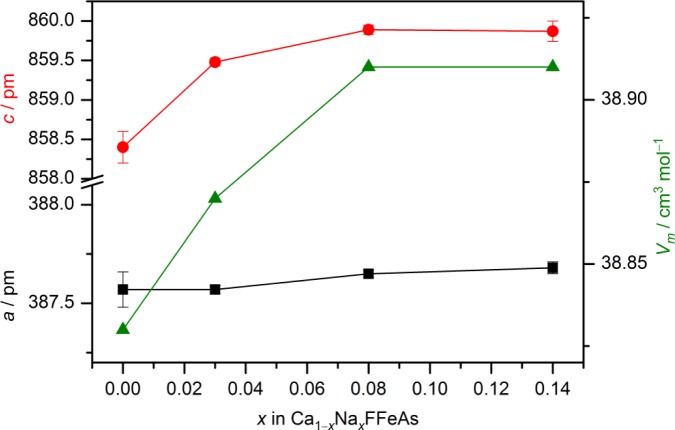 860.0
859.5
859.0
858.5
858.0
388.0
387.5
c / pm
a / pm
38.90
38.85
Vₘ / cm³ mol⁻¹
0.00 0.02 0.04 0.06 0.08 0.10 0.12 0.14
x in Ca₁₋ₓNaₓFFeAs